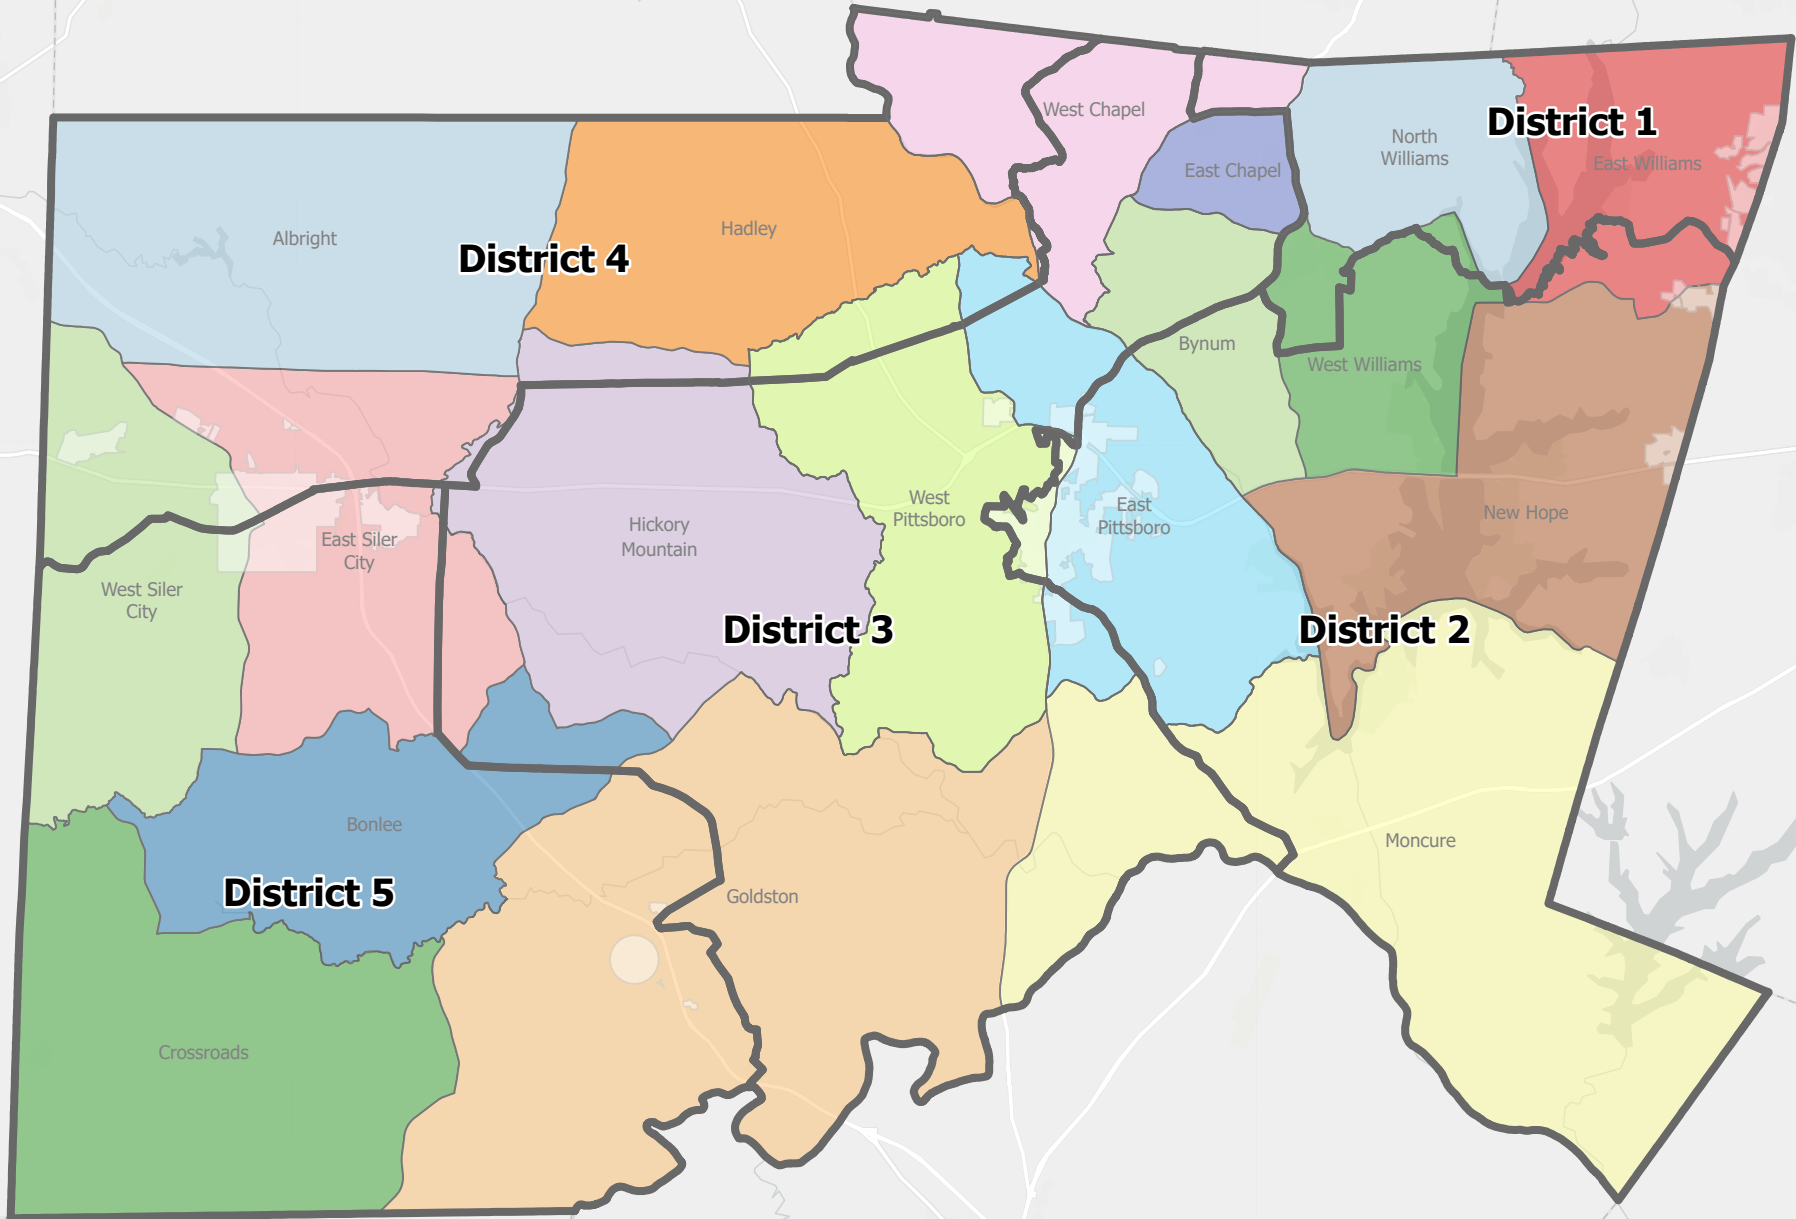 West Chapel
District 1
North
Williams
East Williams
East Chapel
Hadley
Albright
District 4
Bynum
West Williams
West
Pittsboro
East
Pittsboro
New Hope
Hickory
Mountain
East Siler
City
West Siler
City
District 3
District 2
Bonlee
Moncure
District 5
Goldston
Crossroads